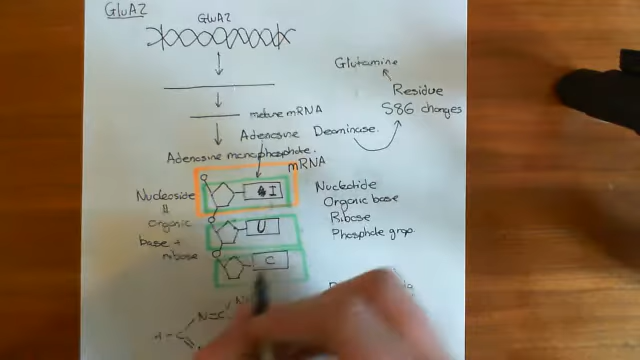 GluA2
GluA2
Glutamine
Residue
586 changes
mature mRNA
Adenosine Deaminase.
Adenosine monophosphate.
mRNA
Nucleoside
organic
base +
ribose
I
U
C
Nucleotide
Organic base
Ribose
Phosphate group
N=C
N